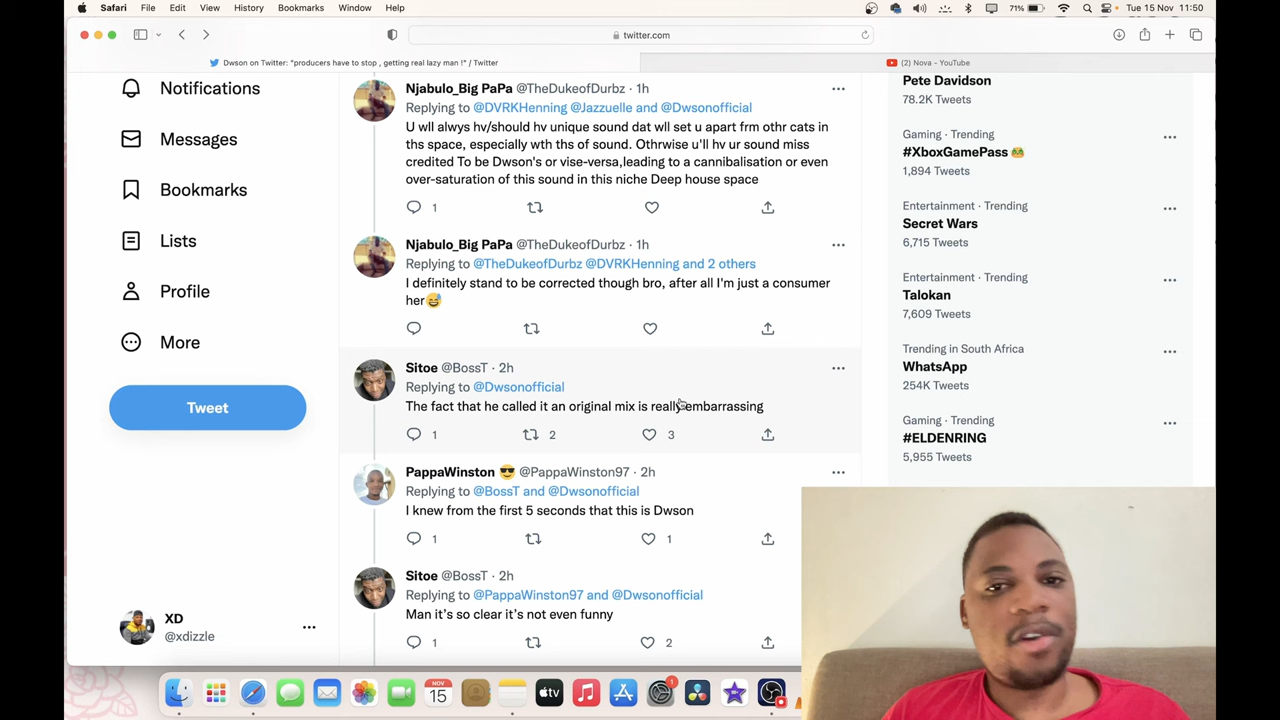 Safari File Edit View History Bookmarks Window Help
71% Tue 15 Nov 11:50
twitter.com
Dwson on Twitter: "producers have to stop , getting real lazy man !" / Twitter
(2) Nova - YouTube
Notifications
Messages
Bookmarks
Lists
Profile
More
Tweet
XD
@xdizzle
Njabulo_Big PaPa @TheDukeofDurbz · 1h
Replying to @DVRKHenning @Jazzuelle and @Dwsonofficial
U wll alwys hv/should hv unique sound dat wll set u apart frm othr cats in
ths space, especially wth ths of sound. Othrwise u'll hv ur sound miss
credited To be Dwson's or vise-versa,leading to a cannibalisation or even
over-saturation of this sound in this niche Deep house space
1
Njabulo_Big PaPa @TheDukeofDurbz · 1h
Replying to @TheDukeofDurbz @DVRKHenning and 2 others
I definitely stand to be corrected though bro, after all I'm just a consumer
her😅
Sitoe @BossT · 2h
Replying to @Dwsonofficial
The fact that he called it an original mix is really embarrassing
1 2 3
PappaWinston 😎 @PappaWinston97 · 2h
Replying to @BossT and @Dwsonofficial
I knew from the first 5 seconds that this is Dwson
1 1
Sitoe @BossT · 2h
Replying to @PappaWinston97 and @Dwsonofficial
Man it's so clear it's not even funny
1 2
Pete Davidson
78.2K Tweets
Gaming · Trending
#XboxGamePass
1,894 Tweets
Entertainment · Trending
Secret Wars
6,715 Tweets
Entertainment · Trending
Talokan
7,609 Tweets
Trending in South Africa
WhatsApp
254K Tweets
Gaming · Trending
#ELDENRING
5,955 Tweets
NOV
15
tv
1